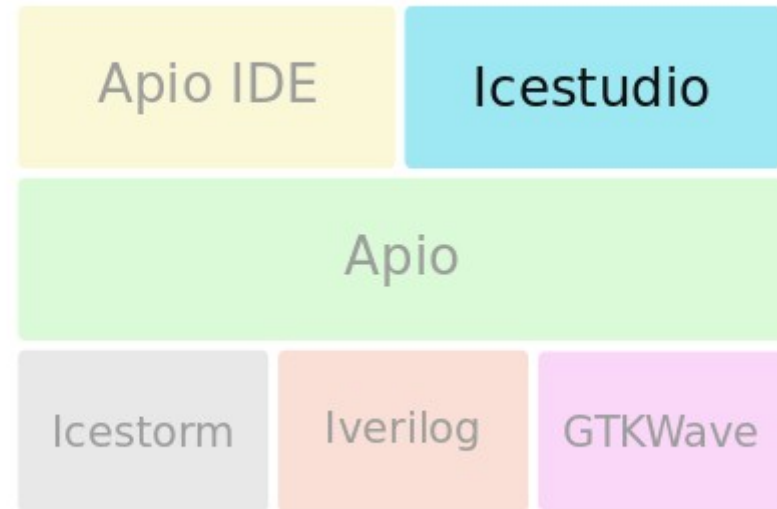 Apio IDE
Icestudio
Apio
Icestorm
Iverilog
GTKWave